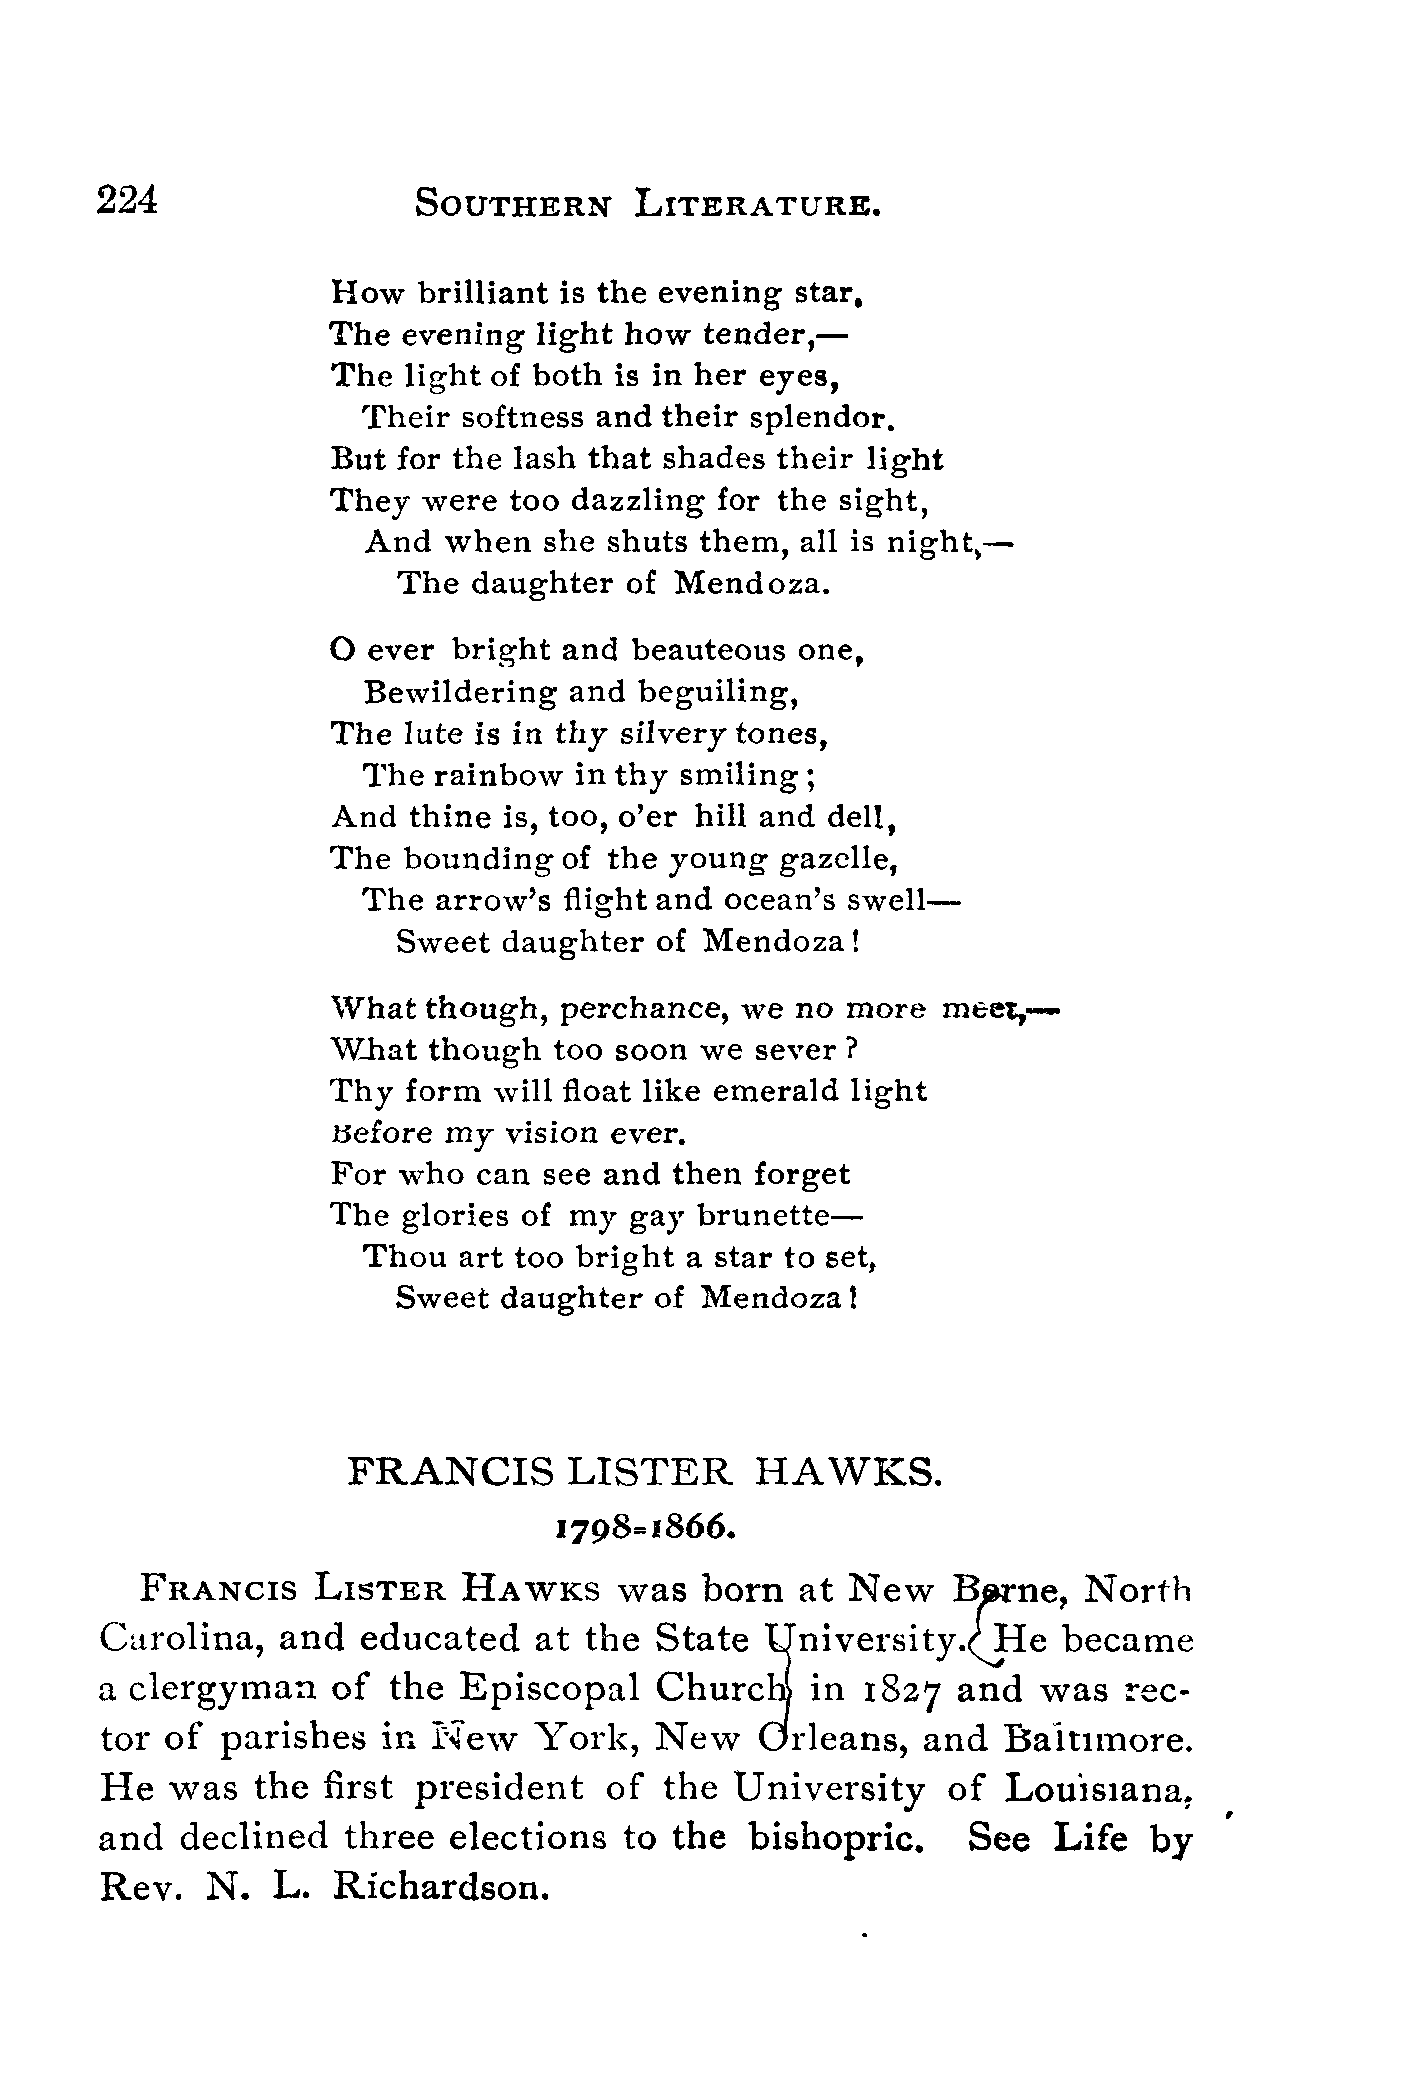 224 SOUTHERN LITERATURE.
How brilliant is the evening star,
The evening light how tender,—
The light of both is in her eyes,
Their softness and their splendor.
But for the lash that shades their light
They were too dazzling for the sight,
And when she shuts them, all is night,—
The daughter of Mendoza.
O ever bright and beauteous one,
Bewildering and beguiling,
The lute is in thy silvery tones,
The rainbow in thy smiling;
And thine is, too, o'er hill and dell,
The bounding of the young gazelle,
The arrow's flight and ocean's swell—
Sweet daughter of Mendoza!
What though, perchance, we no more meet,—
What though too soon we sever?
Thy form will float like emerald light
Before my vision ever.
For who can see and then forget
The glories of my gay brunette—
Thou art too bright a star to set,
Sweet daughter of Mendoza!
FRANCIS LISTER HAWKS.
1798=1866.
FRANCIS LISTER HAWKS was born at New Berne, North
Carolina, and educated at the State University. He became
a clergyman of the Episcopal Church in 1827 and was rec-
tor of parishes in New York, New Orleans, and Baltimore.
He was the first president of the University of Louisiana,
and declined three elections to the bishopric. See Life by
Rev. N. L. Richardson.